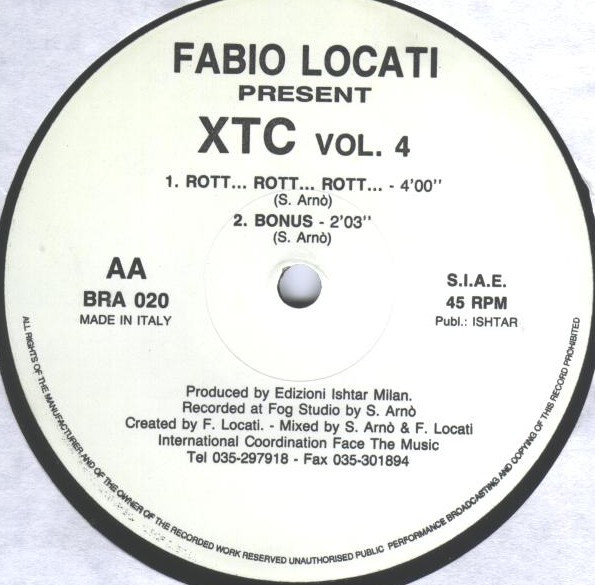 FABIO LOCATI
PRESENT
XTC VOL. 4
1. ROTT... ROTT... ROTT... - 4'00"
(S. Arnò)
2. BONUS - 2'03"
(S. Arnò)
AA
BRA 020
MADE IN ITALY
S.I.A.E.
45 RPM
Publ.: ISHTAR
Produced by Edizioni Ishtar Milan.
Recorded at Fog Studio by S. Arnò
Created by F. Locati. - Mixed by S. Arnò & F. Locati
International Coordination Face The Music
Tel 035-297918 - Fax 035-301894
ALL RIGHTS OF THE MANUFACTURER AND OF THE OWNER OF THE RECORDED WORK RESERVED UNAUTHORISED PUBLIC PERFORMANCE BROADCASTING AND COPYING OF THIS RECORD PROHIBITED